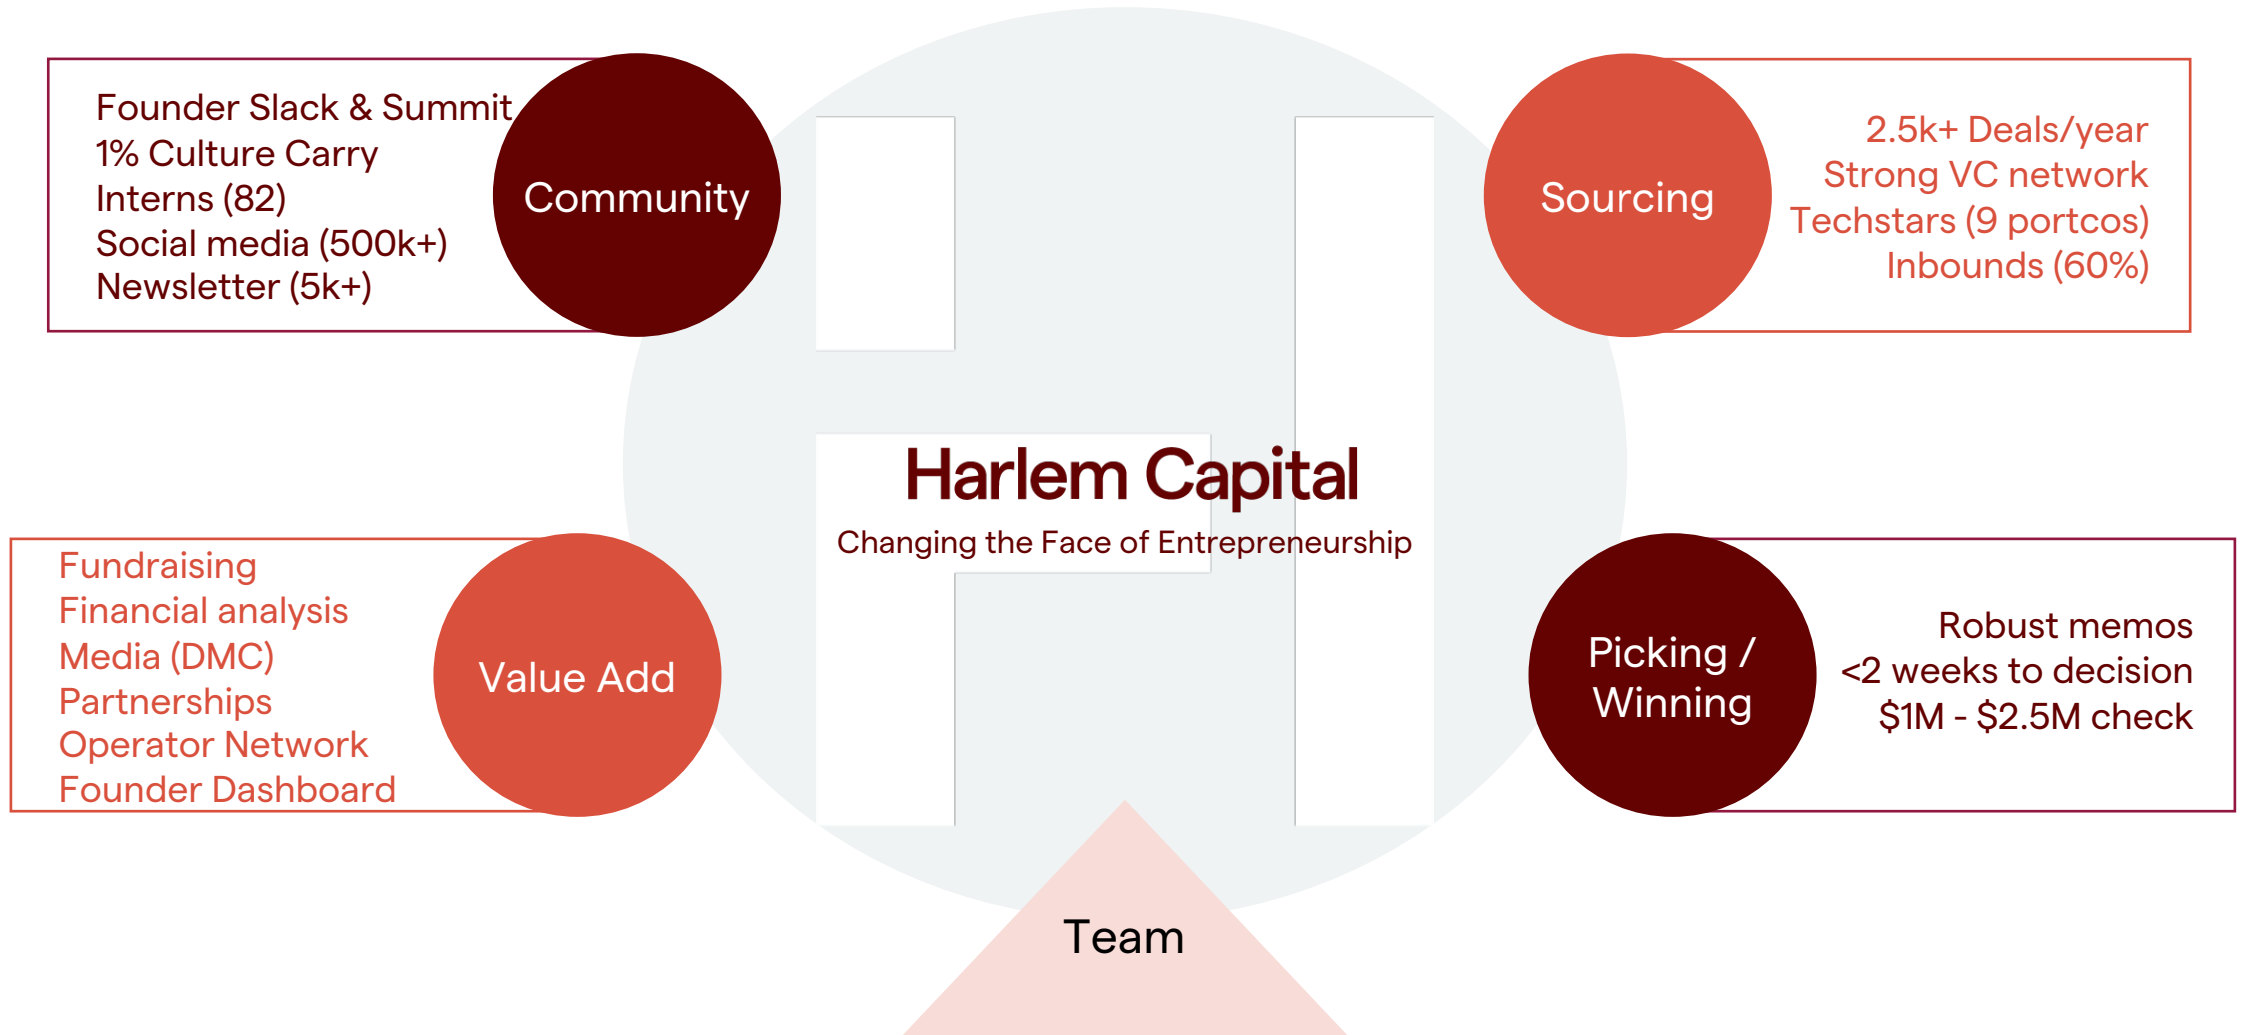 Founder Slack & Summit
1% Culture Carry
Interns (82)
Social media (500k+)
Newsletter (5k+)
Community
Sourcing
2.5k+ Deals/year
Strong VC network
Techstars (9 portcos)
Inbounds (60%)
Harlem Capital
Changing the Face of Entrepreneurship
Fundraising
Financial analysis
Media (DMC)
Partnerships
Operator Network
Founder Dashboard
Value Add
Picking /
Winning
Robust memos
<2 weeks to decision
$1M - $2.5M check
Team